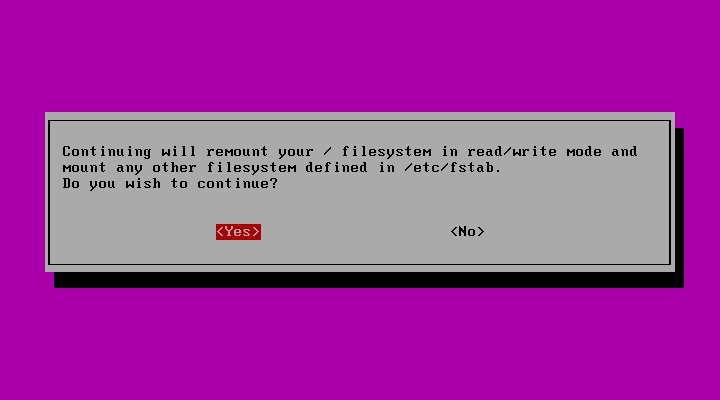 Continuing will remount your / filesystem in read/write mode and
mount any other filesystem defined in /etc/fstab.
Do you wish to continue?
<Yes> <No>